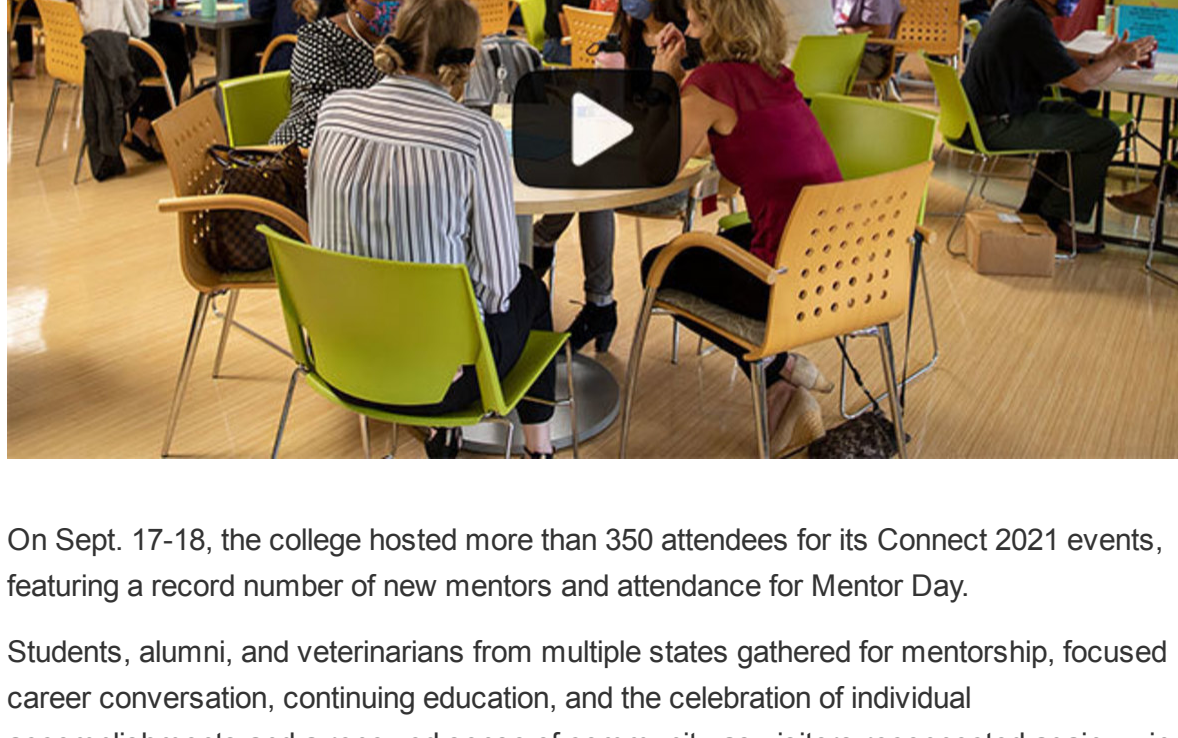 On Sept. 17-18, the college hosted more than 350 attendees for its Connect 2021 events,
featuring a record number of new mentors and attendance for Mentor Day.
Students, alumni, and veterinarians from multiple states gathered for mentorship, focused
career conversation, continuing education, and the celebration of individual